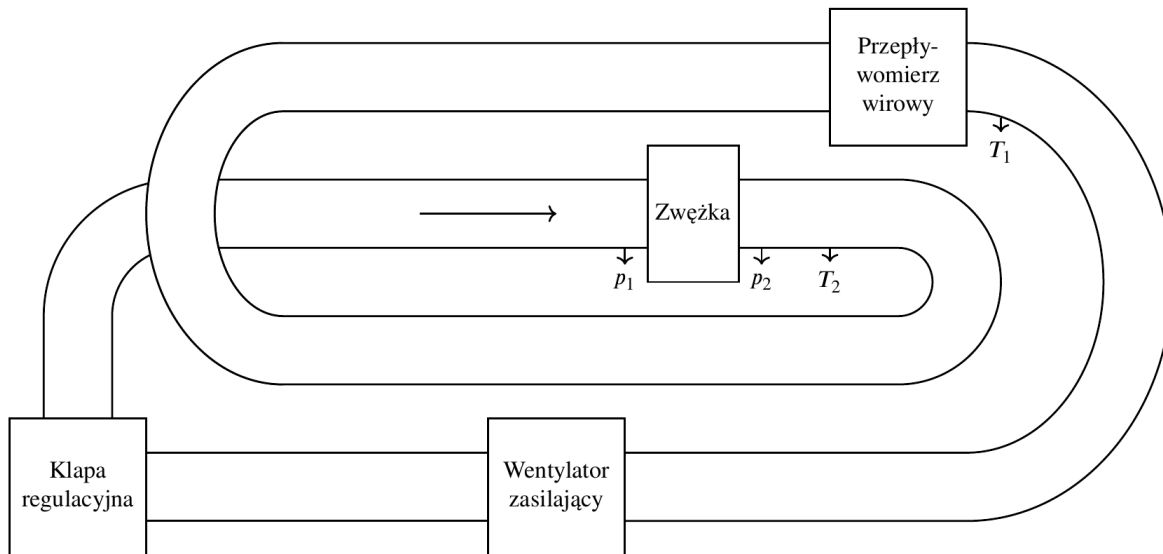 Przepły-
womierz
wirowy
T₁
Zwężka
p₁
p₂
T₂
Klapa
regulacyjna
Wentylator
zasilający